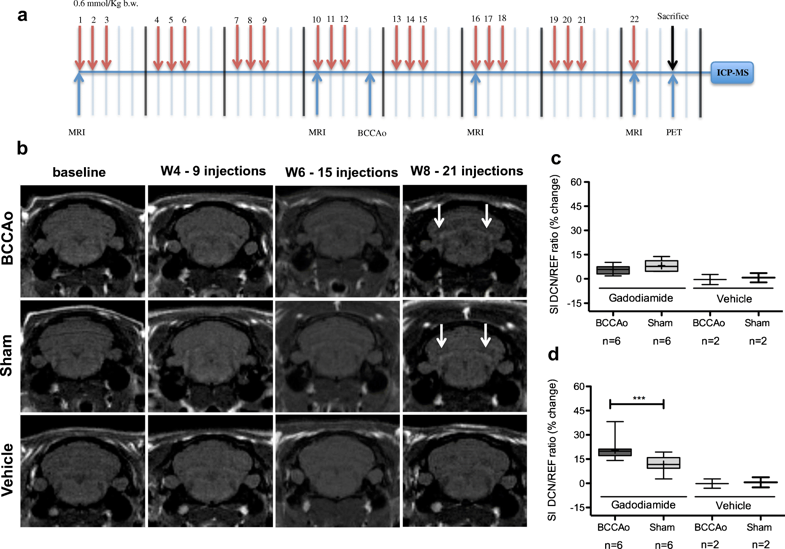 a
0.6 mmol/Kg b.w.
Sacrifice
1 2 3 4 5 6 7 8 9 10 11 12 13 14 15 16 17 18 19 20 21 22
ICP-MS
MRI MRI BCCAo MRI MRI PET
b
baseline W4 - 9 injections W6 - 15 injections W8 - 21 injections
BCCAo
Sham
Vehicle
c
SI DCN/REF ratio (% change)
60
45
30
15
0
-15
Gadodiamide Vehicle
BCCAo Sham BCCAo Sham
n=6 n=6 n=2 n=2
d
SI DCN/REF ratio (% change)
60
45
30
15
0
-15
***
Gadodiamide Vehicle
BCCAo Sham BCCAo Sham
n=6 n=6 n=2 n=2